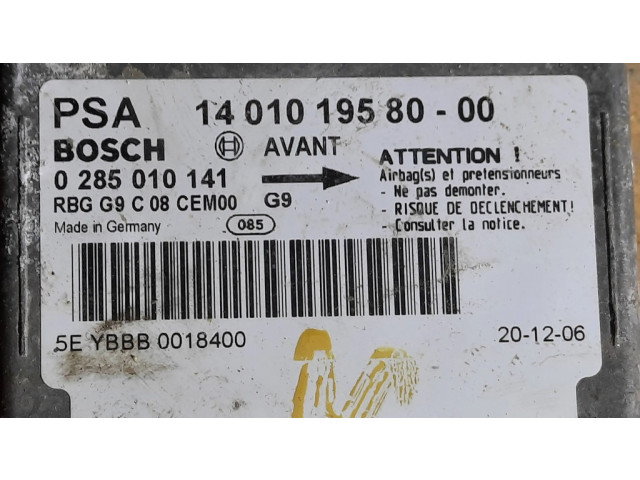 PSA 14 010 195 80 - 00
BOSCH AVANT
0 285 010 141
RBG G9 C 08 CEM00 G9
Made in Germany 085
ATTENTION !
Airbag(s) et pretensionneurs
- Ne pas demonter.
- RISQUE DE DECLENCHEMENT!
- Consulter la notice.
5E YBBB 0018400
20-12-06